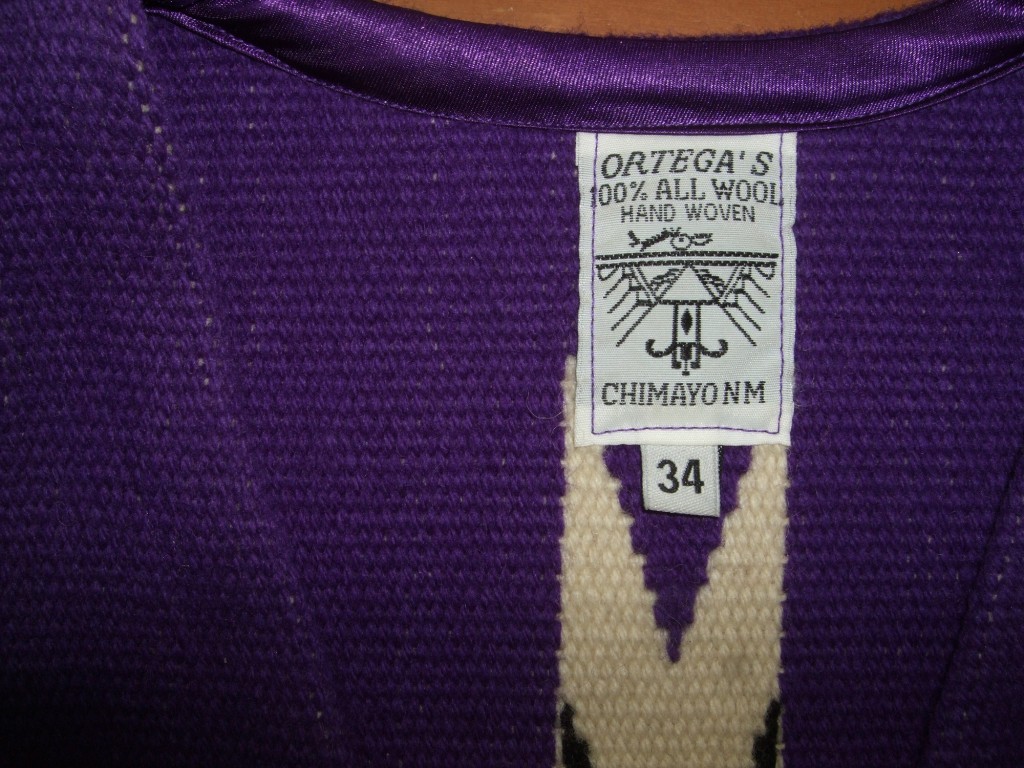 ORTEGA'S
100% ALL WOOL
HAND WOVEN
CHIMAYO NM
34